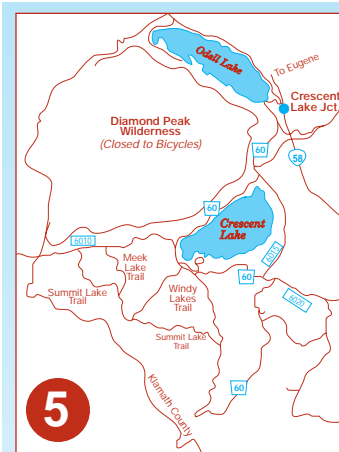 Odell Lake
To Eugene
Crescent
Lake Jct
Diamond Peak
Wilderness
(Closed to Bicycles)
60
58
60
Crescent
Lake
6010
6015
Meek
Lake
Trail
60
Summit Lake
Trail
Windy
Lakes
Trail
6020
Summit Lake
Trail
Klamath County
60
5